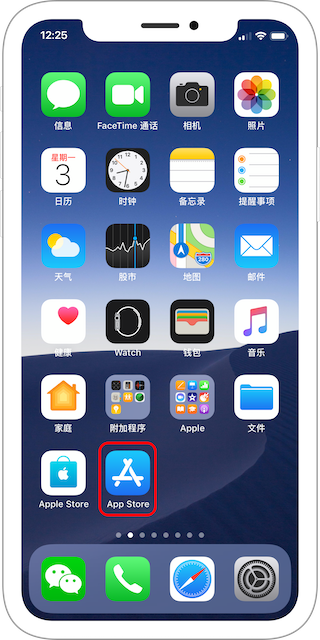 12:25
信息
FaceTime 通话
相机
照片
星期一
3
日历
时钟
备忘录
提醒事项
280
天气
股市
地图
邮件
健康
Watch
钱包
音乐
家庭
附加程序
Apple
文件
Apple Store
App Store